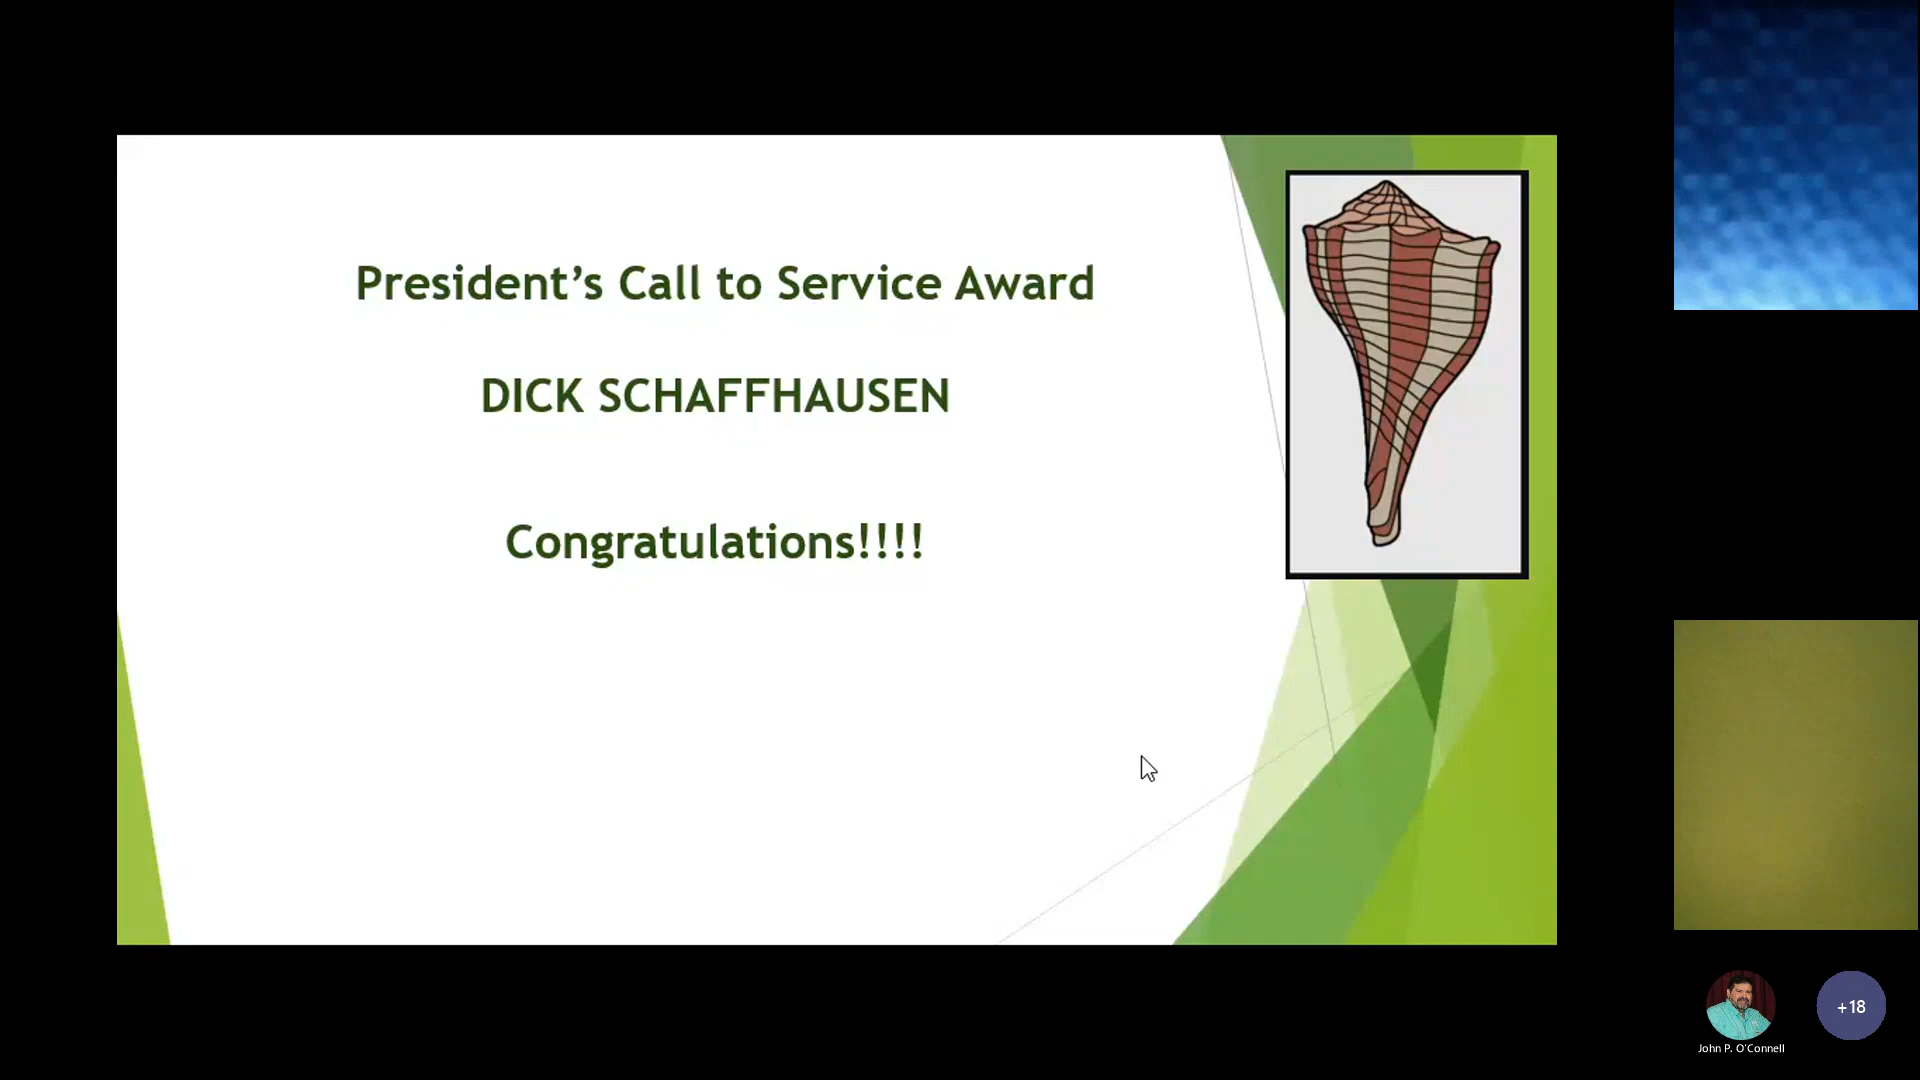 President’s Call to Service Award
DICK SCHAFFHAUSEN
Congratulations!!!!
+18
John P. O'Connell